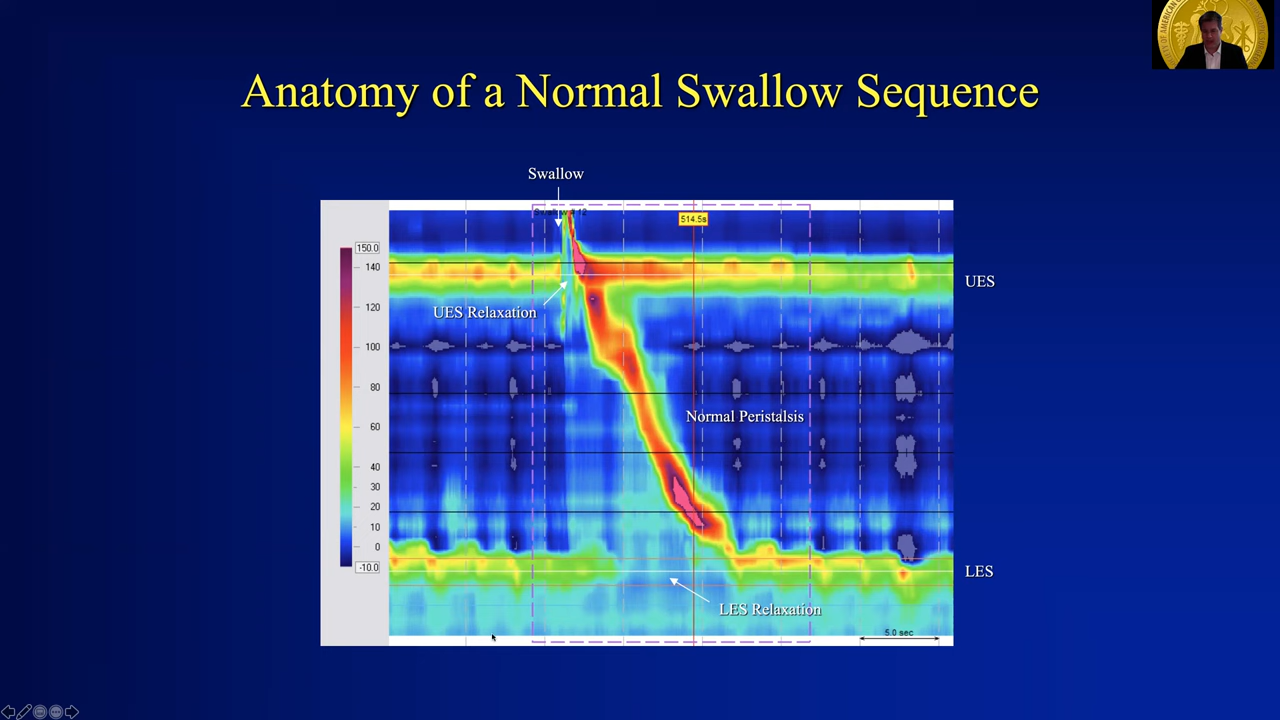 Anatomy of a Normal Swallow Sequence
Swallow
514.5s
150.0
140
120
100
80
60
40
30
20
10
0
-10.0
UES Relaxation
UES
Normal Peristalsis
LES
LES Relaxation
5.0 sec